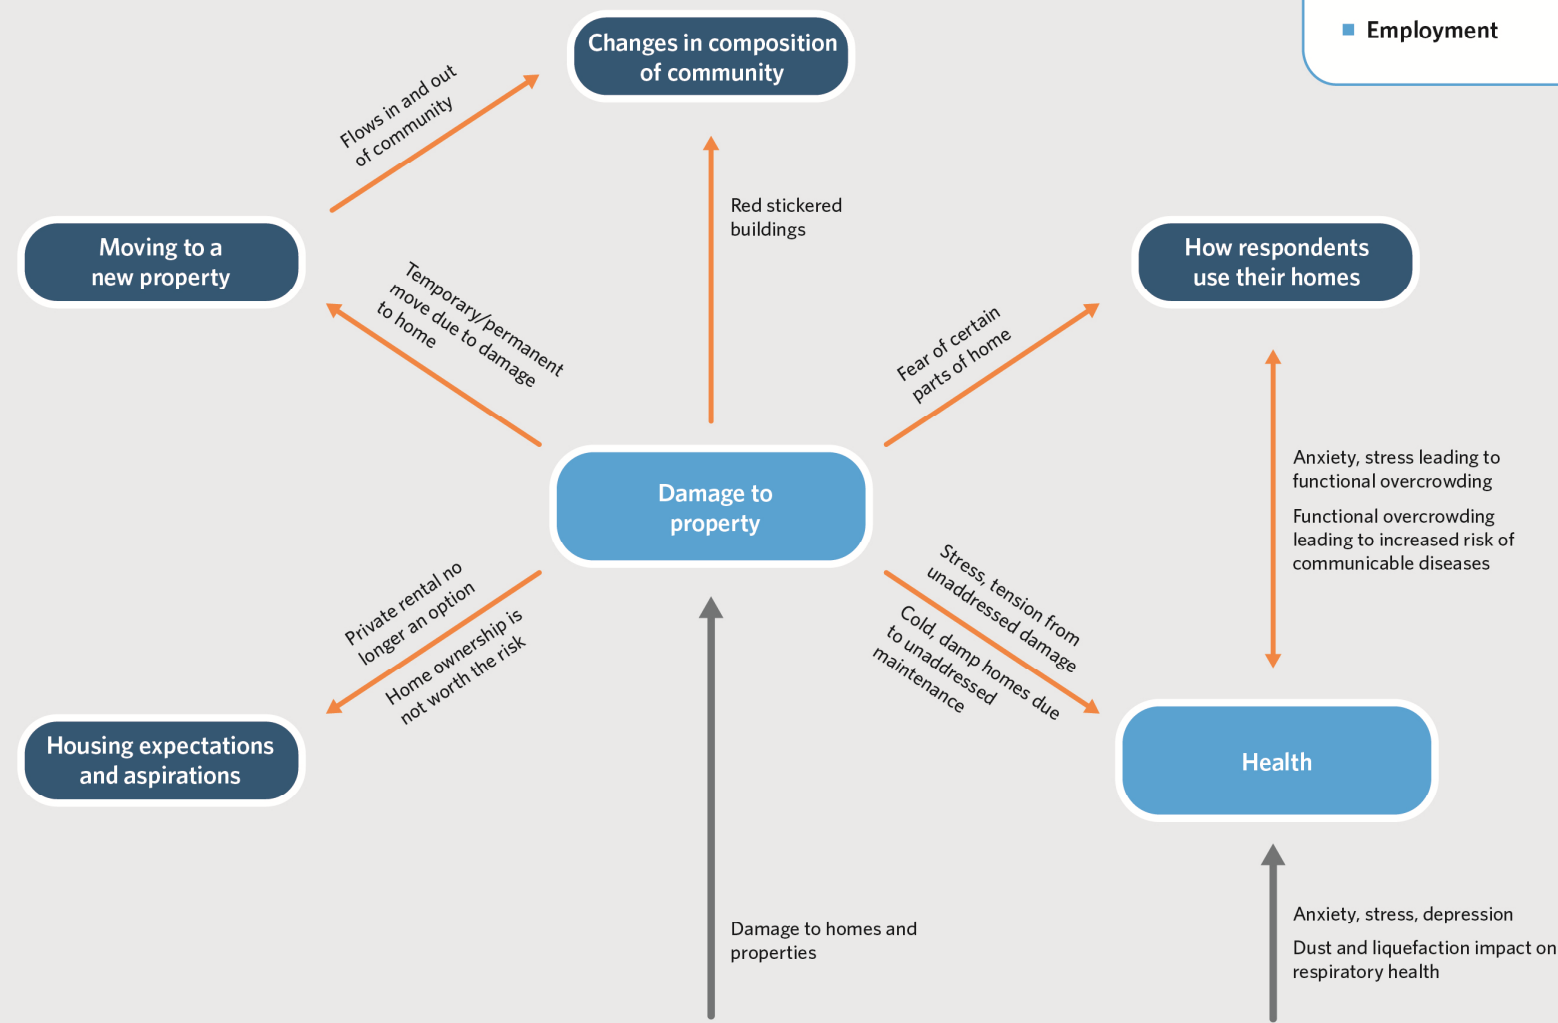 Changes in composition
of community
Employment
Flows in and out
of community
Red stickered
buildings
Moving to a
new property
How respondents
use their homes
Temporary/permanent
move due to damage
to home
Fear of certain
parts of home
Anxiety, stress leading to
functional overcrowding
Functional overcrowding
leading to increased risk of
communicable diseases
Damage to
property
Private rental no
longer an option
Home ownership is
not worth the risk
Stress, tension from
unaddressed damage
Cold, damp homes due
to unaddressed
maintenance
Housing expectations
and aspirations
Health
Damage to homes and
properties
Anxiety, stress, depression
Dust and liquefaction impact on
respiratory health